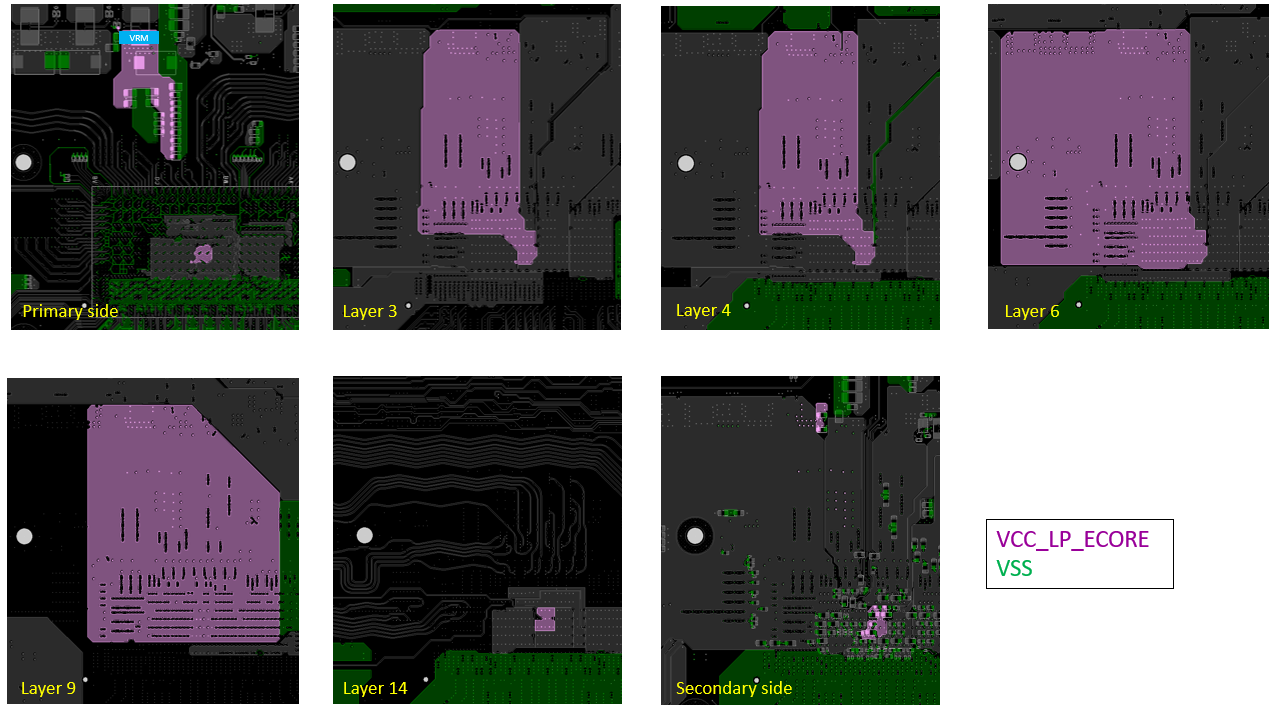 VRM
Primary side
Layer 3
Layer 4
Layer 6
Layer 9
Layer 14
Secondary side
VCC_LP_ECORE
VSS